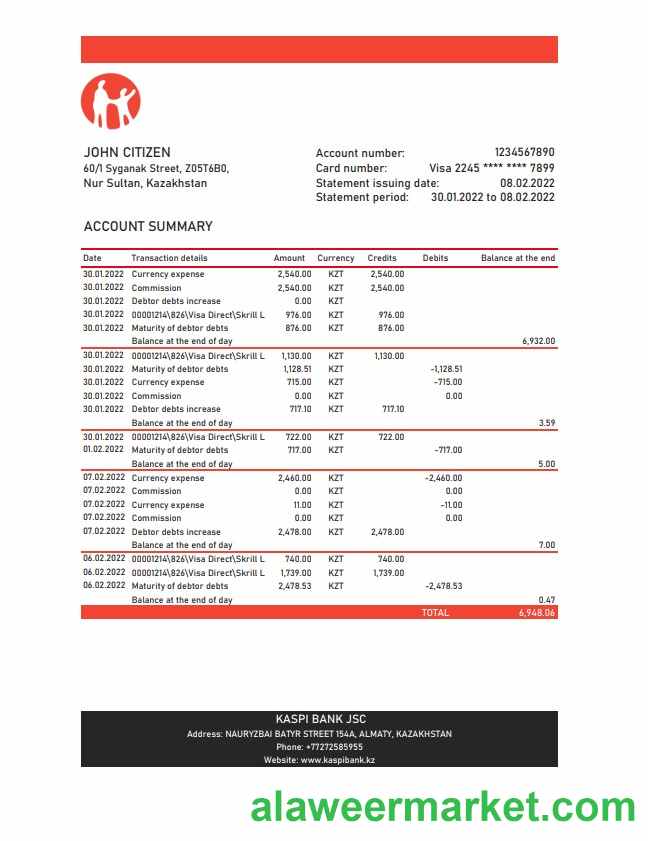 JOHN CITIZEN
60/1 Syganak Street, Z05T6B0,
Nur Sultan, Kazakhstan
Account number: 1234567890
Card number: Visa 2245 **** **** 7899
Statement issuing date: 08.02.2022
Statement period: 30.01.2022 to 08.02.2022
ACCOUNT SUMMARY
Date Transaction details Amount Currency Credits Debits Balance at the end
30.01.2022 Currency expense 2,540.00 KZT 2,540.00
30.01.2022 Commission 2,540.00 KZT 2,540.00
30.01.2022 Debtor debts increase 0.00 KZT
30.01.2022 00001214\826\Visa Direct\Skrill L 976.00 KZT 976.00
30.01.2022 Maturity of debtor debts 876.00 KZT 876.00
Balance at the end of day 6,932.00
30.01.2022 00001214\826\Visa Direct\Skrill L 1,130.00 KZT 1,130.00
30.01.2022 Maturity of debtor debts 1,128.51 KZT -1,128.51
30.01.2022 Currency expense 715.00 KZT -715.00
30.01.2022 Commission 0.00 KZT 0.00
30.01.2022 Debtor debts increase 717.10 KZT 717.10
Balance at the end of day 3.59
30.01.2022 00001214\826\Visa Direct\Skrill L 722.00 KZT 722.00
01.02.2022 Maturity of debtor debts 717.00 KZT -717.00
Balance at the end of day 5.00
07.02.2022 Currency expense 2,460.00 KZT -2,460.00
07.02.2022 Commission 0.00 KZT 0.00
07.02.2022 Currency expense 11.00 KZT -11.00
07.02.2022 Commission 0.00 KZT 0.00
07.02.2022 Debtor debts increase 2,478.00 KZT 2,478.00
Balance at the end of day 7.00
06.02.2022 00001214\826\Visa Direct\Skrill L 740.00 KZT 740.00
06.02.2022 00001214\826\Visa Direct\Skrill L 1,739.00 KZT 1,739.00
06.02.2022 Maturity of debtor debts 2,478.53 KZT -2,478.53
Balance at the end of day 0.47
TOTAL 6,948.06
KASPI BANK JSC
Address: NAURYZBAI BATYR STREET 154A, ALMATY, KAZAKHSTAN
Phone: +77272585955
Website: www.kaspibank.kz
alaweermarket.com